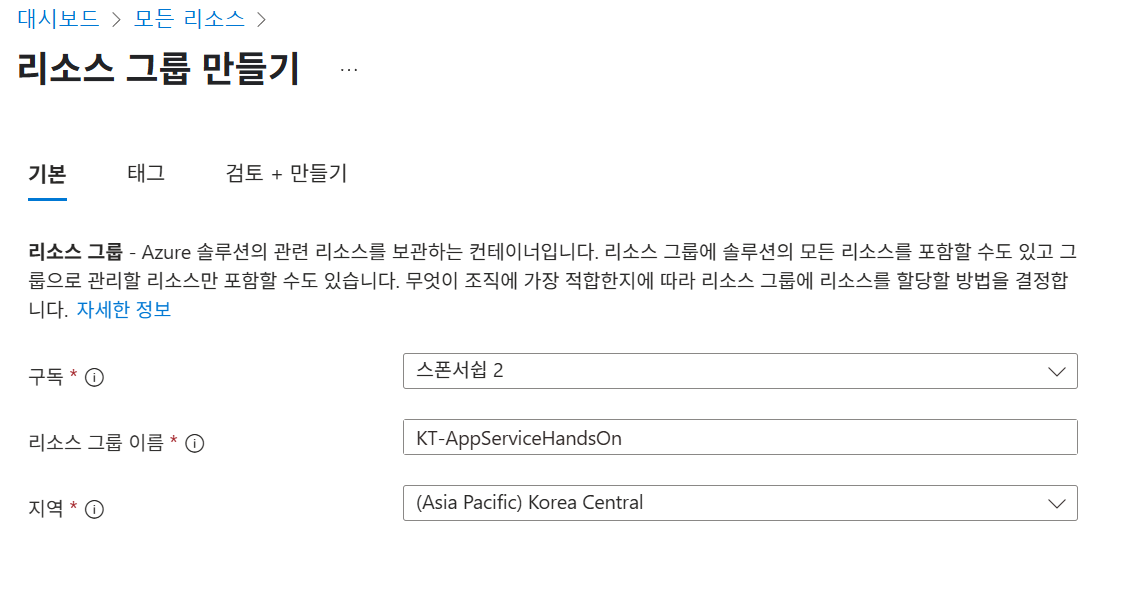 대시보드 > 모든 리소스 >
리소스 그룹 만들기 ...
기본 태그 검토 + 만들기
리소스 그룹 - Azure 솔루션의 관련 리소스를 보관하는 컨테이너입니다. 리소스 그룹에 솔루션의 모든 리소스를 포함할 수도 있고 그
룹으로 관리할 리소스만 포함할 수도 있습니다. 무엇이 조직에 가장 적합한지에 따라 리소스 그룹에 리소스를 할당할 방법을 결정합
니다. 자세한 정보
구독 * 스폰서쉽 2
리소스 그룹 이름 * KT-AppServiceHandsOn
지역 * (Asia Pacific) Korea Central